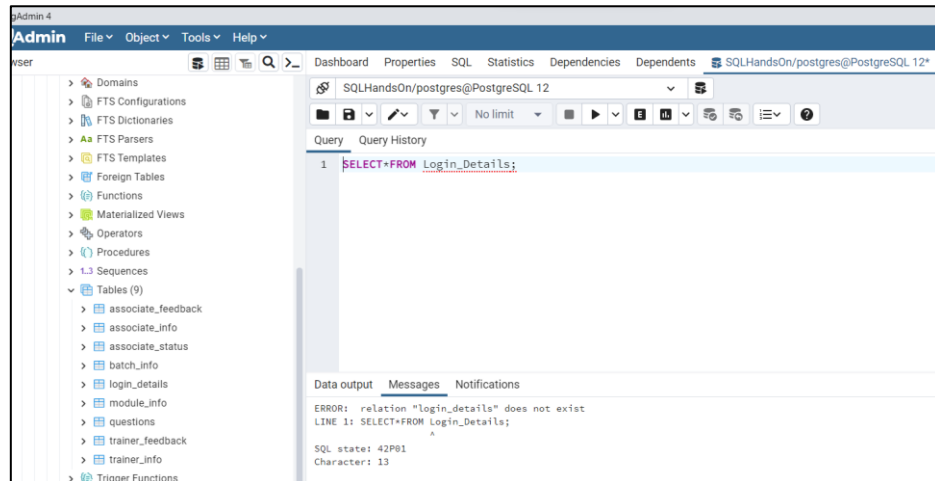 gAdmin 4
Admin File Object Tools Help
wser
Dashboard Properties SQL Statistics Dependencies Dependents SQLHandsOn/postgres@PostgreSQL 12*
Domains
FTS Configurations
FTS Dictionaries
Aa FTS Parsers
FTS Templates
Foreign Tables
Functions
Materialized Views
Operators
Procedures
1..3 Sequences
Tables (9)
associate_feedback
associate_info
associate_status
batch_info
login_details
module_info
questions
trainer_feedback
trainer_info
Trigger Functions
SQLHandsOn/postgres@PostgreSQL 12
No limit
E
Query Query History
1 SELECT*FROM Login_Details;
Data output Messages Notifications
ERROR: relation "login_details" does not exist
LINE 1: SELECT*FROM Login_Details;
^
SQL state: 42P01
Character: 13